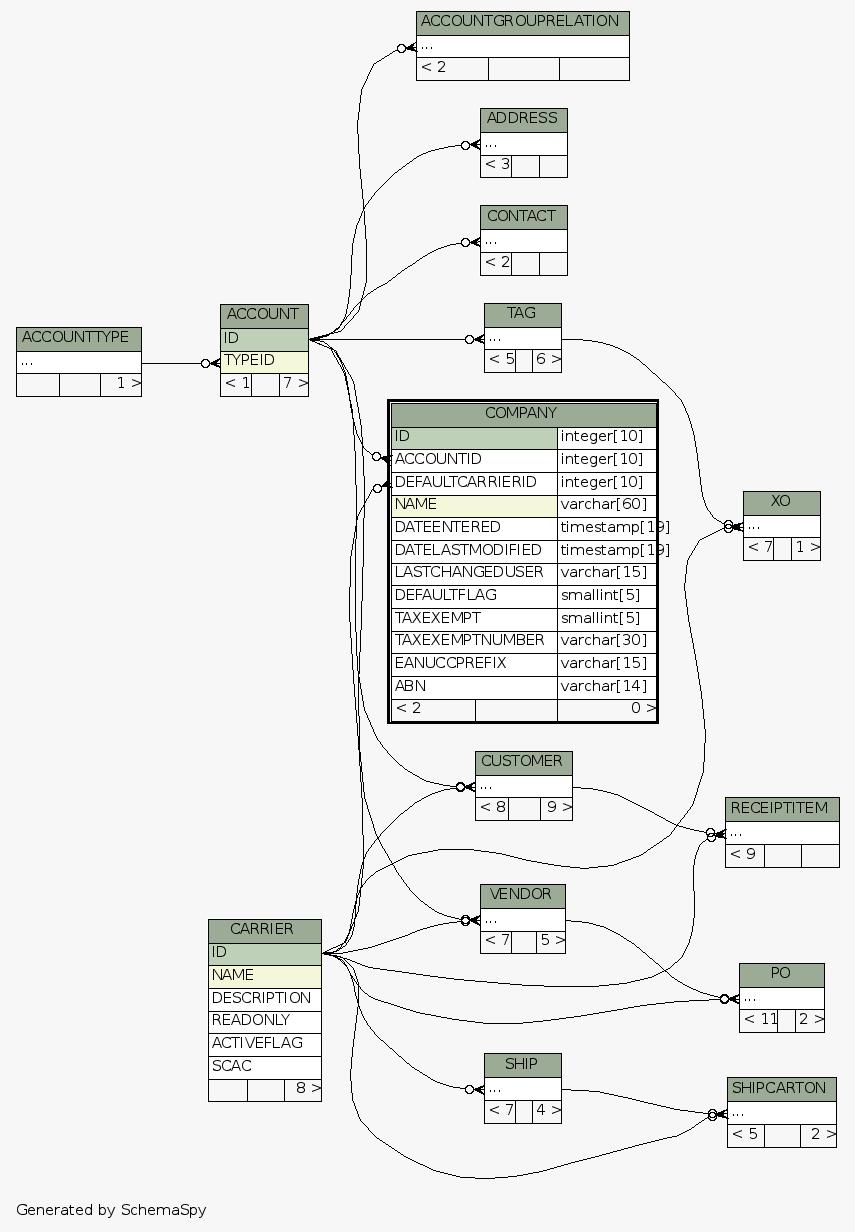 ACCOUNTGROUPRELATION
...
< 2
ADDRESS
...
< 3
CONTACT
...
< 2
ACCOUNTTYPE
...
1 >
ACCOUNT
ID
TYPEID
< 1 7 >
TAG
...
< 5 6 >
COMPANY
ID integer[10]
ACCOUNTID integer[10]
DEFAULTCARRIERID integer[10]
NAME varchar[60]
DATEENTERED timestamp[19]
DATELASTMODIFIED timestamp[19]
LASTCHANGEDUSER varchar[15]
DEFAULTFLAG smallint[5]
TAXEXEMPT smallint[5]
TAXEXEMPTNUMBER varchar[30]
EANUCCPREFIX varchar[15]
ABN varchar[14]
< 2 0 >
XO
...
< 7 1 >
CUSTOMER
...
< 8 9 >
RECEIPTITEM
...
< 9
VENDOR
...
< 7 5 >
CARRIER
ID
NAME
DESCRIPTION
READONLY
ACTIVEFLAG
SCAC
8 >
PO
...
< 11 2 >
SHIP
...
< 7 4 >
SHIPCARTON
...
< 5 2 >
Generated by SchemaSpy